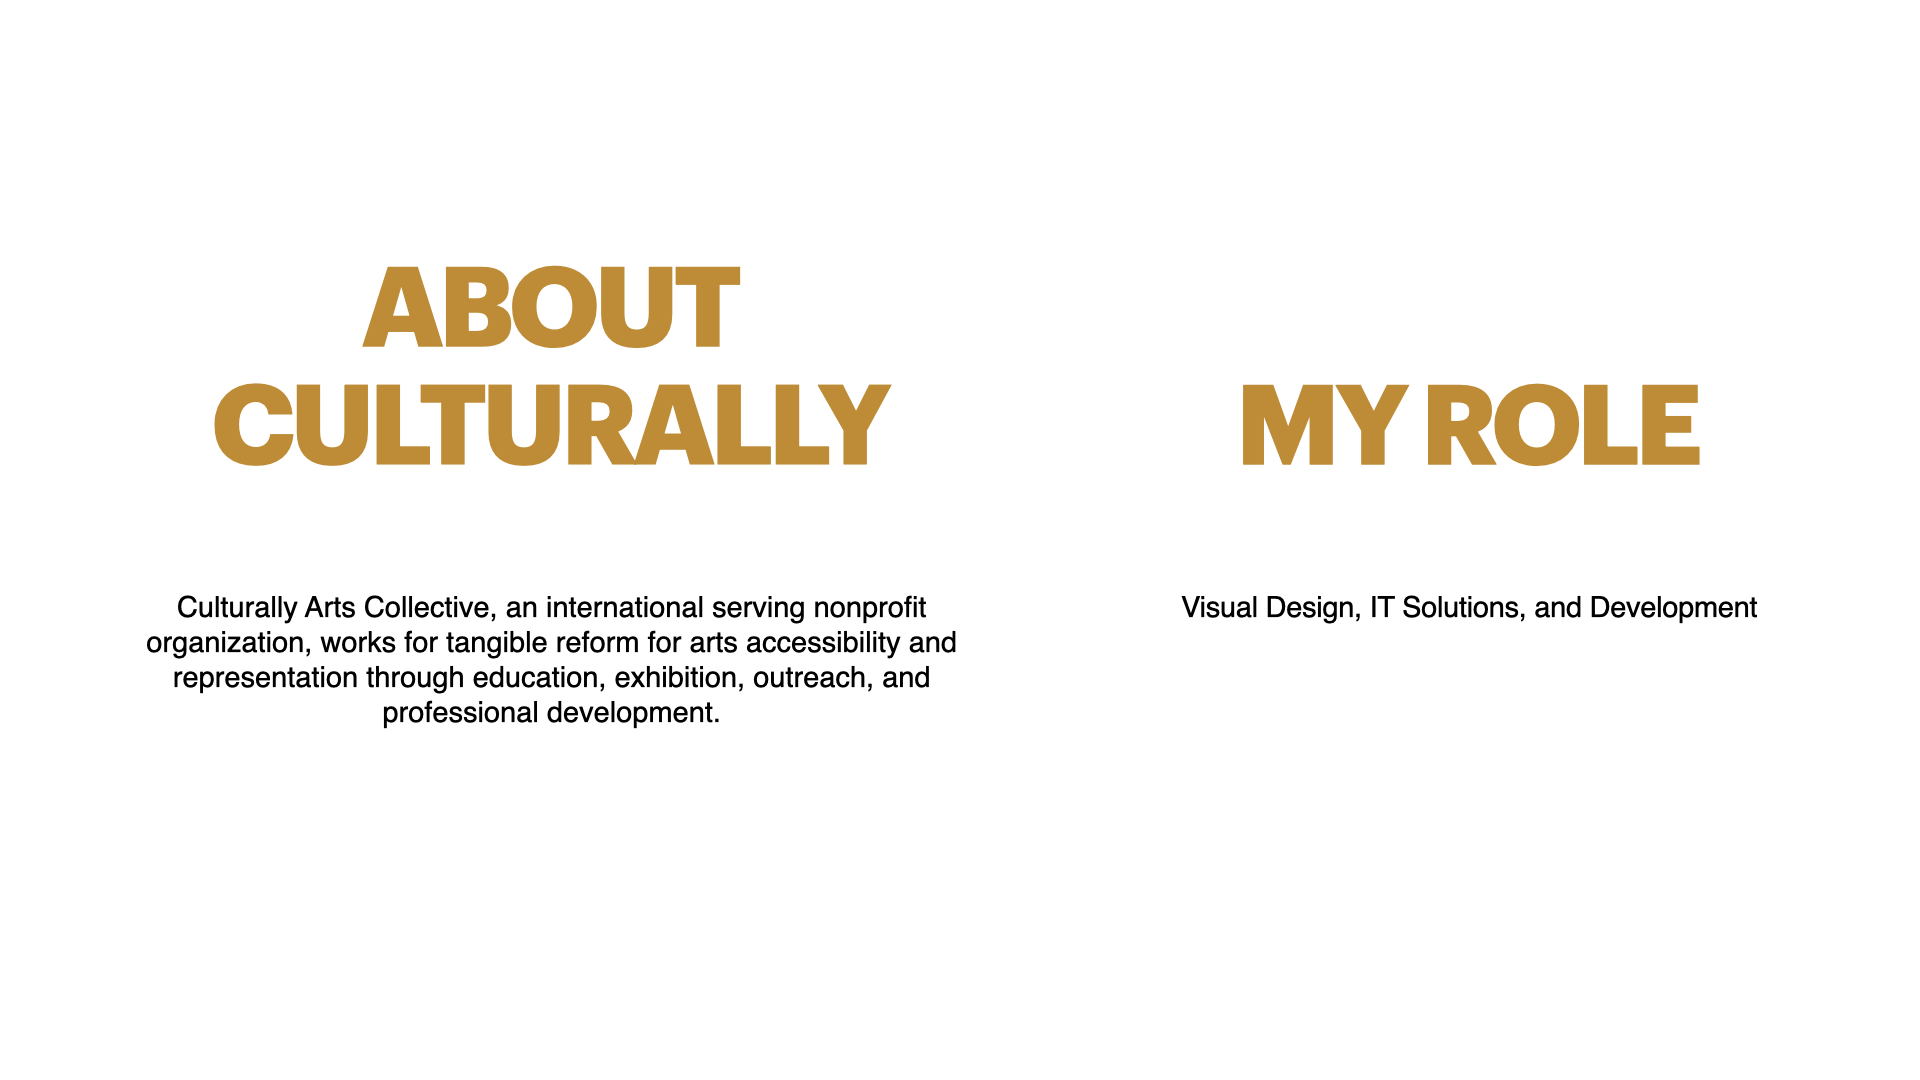 ABOUT
CULTURALLY
Culturally Arts Collective, an international serving nonprofit
organization, works for tangible reform for arts accessibility and
representation through education, exhibition, outreach, and
professional development.
MY ROLE
Visual Design, IT Solutions, and Development